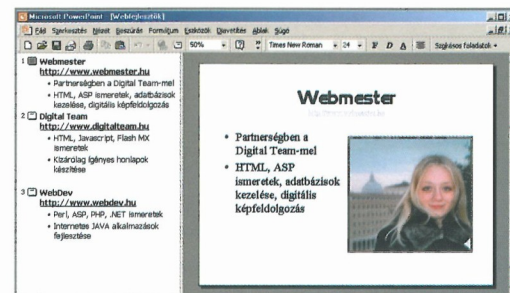 Microsoft PowerPoint - [Webfejlesztők]
Fájl Szerkesztés Nézet Beszúrás Formátum Eszközök Diavetítés Ablak Súgó
50% Times New Roman 24 F D A Szokásos feladatok
1 Webmester
http://www.webmester.hu
• Partnerségben a Digital Team-mel
• HTML, ASP ismeretek, adatbázisok
kezelése, digitális képfeldolgozás
2 Digital Team
http://www.digitalteam.hu
• HTML, Javascript, Flash MX
ismeretek
• Kizárólag igényes honlapok
készítése
3 WebDev
http://www.webdev.hu
• Perl, ASP, PHP, .NET ismeretek
• Internetes JAVA alkalmazások
fejlesztése
Webmester
http://www.webmester.hu
• Partnerségben a
Digital Team-mel
• HTML, ASP
ismeretek, adatbázisok
kezelése, digitális
képfeldolgozás